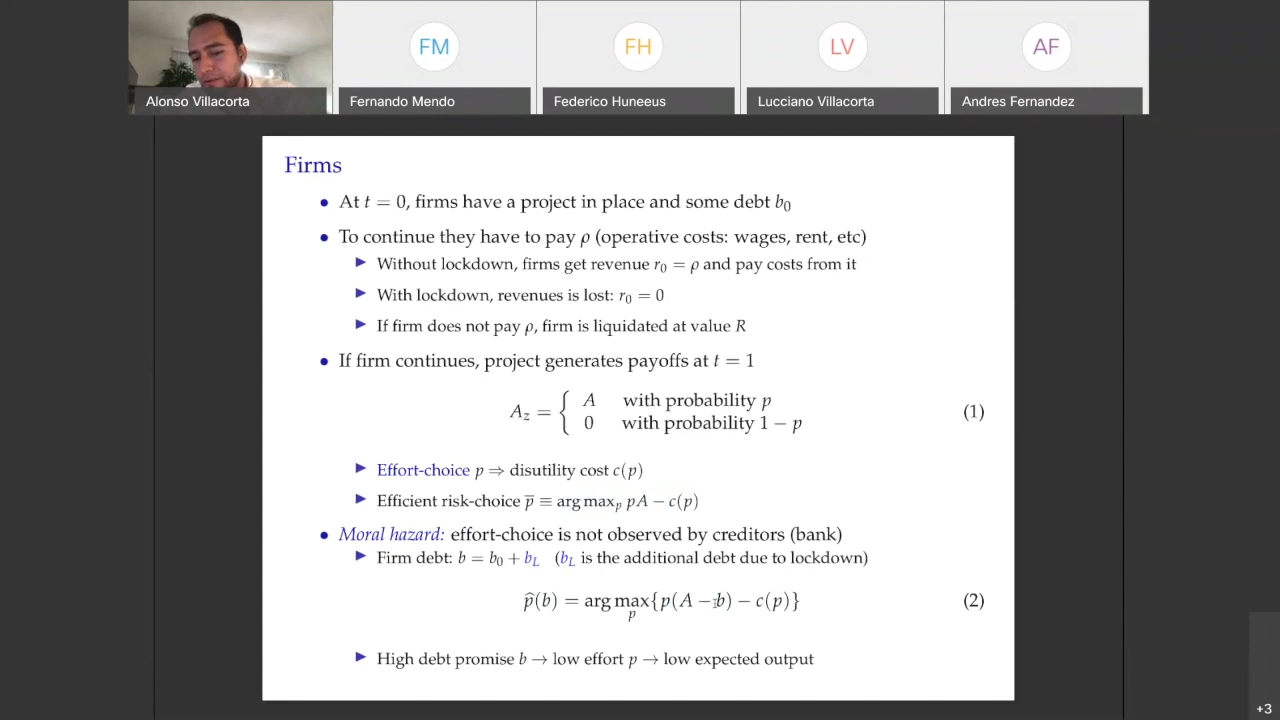 FM
FH
LV
AF
Alonso Villacorta
Fernando Mendo
Federico Huneeus
Lucciano Villacorta
Andres Fernandez
Firms
• At t = 0, firms have a project in place and some debt b₀
• To continue they have to pay ρ (operative costs: wages, rent, etc)
▶ Without lockdown, firms get revenue r₀ = ρ and pay costs from it
▶ With lockdown, revenues is lost: r₀ = 0
▶ If firm does not pay ρ, firm is liquidated at value R
• If firm continues, project generates payoffs at t = 1
A_z = { A with probability p
0 with probability 1 − p (1)
▶ Effort-choice p ⇒ disutility cost c(p)
▶ Efficient risk-choice p̅ ≡ arg max_p pA − c(p)
• Moral hazard: effort-choice is not observed by creditors (bank)
▶ Firm debt: b = b₀ + b_L (b_L is the additional debt due to lockdown)
p̂(b) = arg max_p {p(A − b) − c(p)} (2)
▶ High debt promise b → low effort p → low expected output
+3